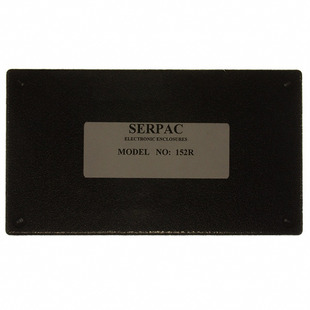 SERPAC
ELECTRONIC ENCLOSURES
MODEL NO: 152R